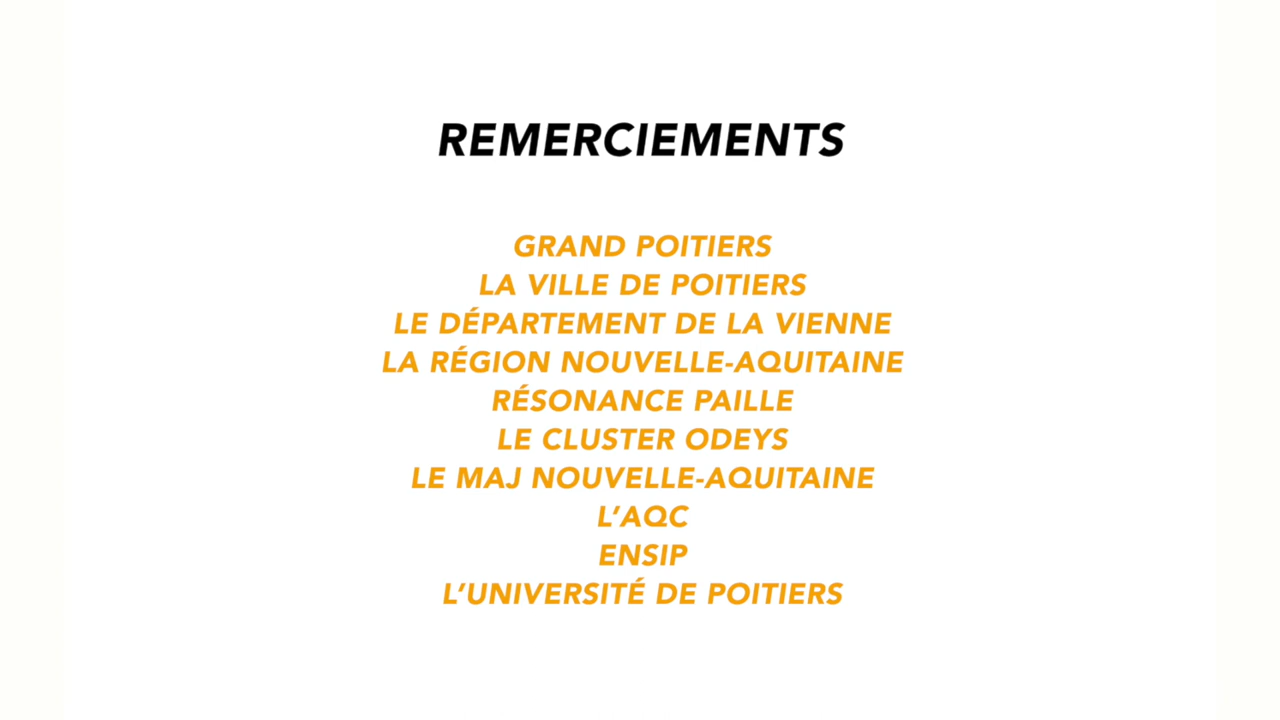 REMERCIEMENTS
GRAND POITIERS
LA VILLE DE POITIERS
LE DÉPARTEMENT DE LA VIENNE
LA RÉGION NOUVELLE-AQUITAINE
RÉSONANCE PAILLE
LE CLUSTER ODEYS
LE MAJ NOUVELLE-AQUITAINE
L’AQC
ENSIP
L’UNIVERSITÉ DE POITIERS